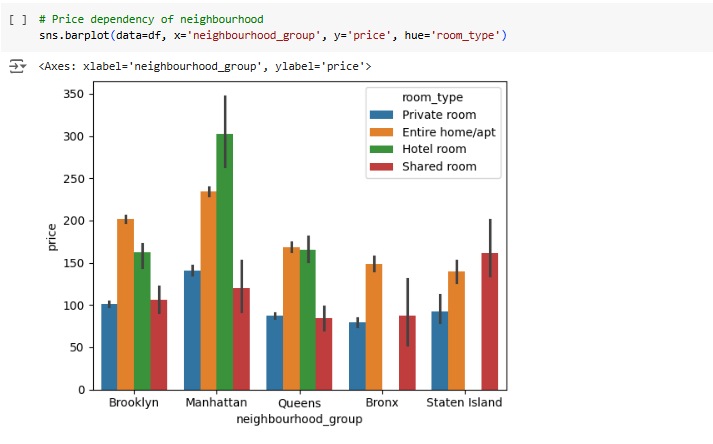 [ ] # Price dependency of neighbourhood
sns.barplot(data=df, x='neighbourhood_group', y='price', hue='room_type')
<Axes: xlabel='neighbourhood_group', ylabel='price'>
room_type
Private room
Entire home/apt
Hotel room
Shared room
350
300
250
200
150
100
50
0
price
Brooklyn Manhattan Queens Bronx Staten Island
neighbourhood_group